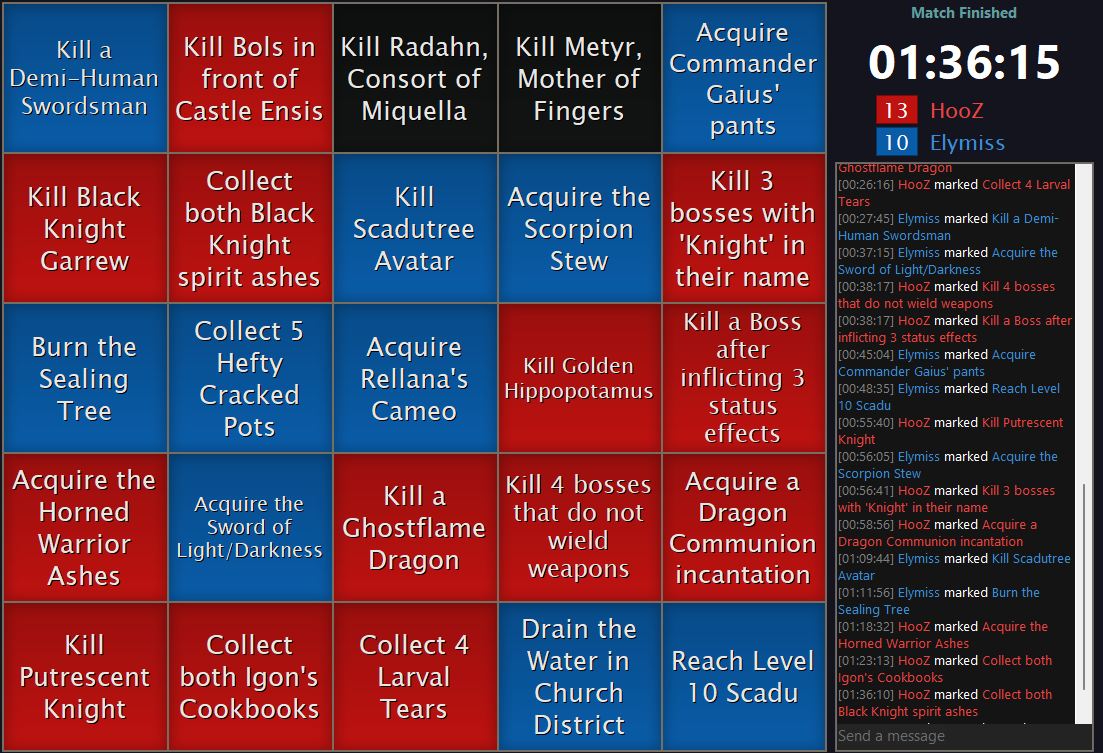 Kill a
Demi-Human
Swordsman
Kill Bols in
front of
Castle Ensis
Kill Radahn,
Consort of
Miquella
Kill Metyr,
Mother of
Fingers
Acquire
Commander
Gaius'
pants
Kill Black
Knight
Garrew
Collect
both Black
Knight
spirit ashes
Kill
Scadutree
Avatar
Acquire the
Scorpion
Stew
Kill 3
bosses with
'Knight' in
their name
Burn the
Sealing
Tree
Collect 5
Hefty
Cracked
Pots
Acquire
Rellana's
Cameo
Kill Golden
Hippopotamus
Kill a Boss
after
inflicting 3
status
effects
Acquire the
Horned
Warrior
Ashes
Acquire the
Sword of
Light/Darkness
Kill a
Ghostflame
Dragon
Kill 4 bosses
that do not
wield
weapons
Acquire a
Dragon
Communion
incantation
Kill
Putrescent
Knight
Collect
both Igon's
Cookbooks
Collect 4
Larval
Tears
Drain the
Water in
Church
District
Reach Level
10 Scadu
Match Finished
01:36:15
13 HooZ
10 Elymiss
Ghostflame Dragon
[00:26:16] HooZ marked Collect 4 Larval
Tears
[00:27:45] Elymiss marked Kill a Demi-
Human Swordsman
[00:37:15] Elymiss marked Acquire the
Sword of Light/Darkness
[00:38:17] HooZ marked Kill 4 bosses
that do not wield weapons
[00:38:17] HooZ marked Kill a Boss after
inflicting 3 status effects
[00:45:04] Elymiss marked Acquire
Commander Gaius' pants
[00:48:35] Elymiss marked Reach Level
10 Scadu
[00:55:40] HooZ marked Kill Putrescent
Knight
[00:56:05] Elymiss marked Acquire the
Scorpion Stew
[00:56:41] HooZ marked Kill 3 bosses
with 'Knight' in their name
[00:58:56] HooZ marked Acquire a
Dragon Communion incantation
[01:09:44] Elymiss marked Kill Scadutree
Avatar
[01:11:56] Elymiss marked Burn the
Sealing Tree
[01:18:32] HooZ marked Acquire the
Horned Warrior Ashes
[01:23:13] HooZ marked Collect both
Igon's Cookbooks
[01:36:10] HooZ marked Collect both
Black Knight spirit ashes
Send a message